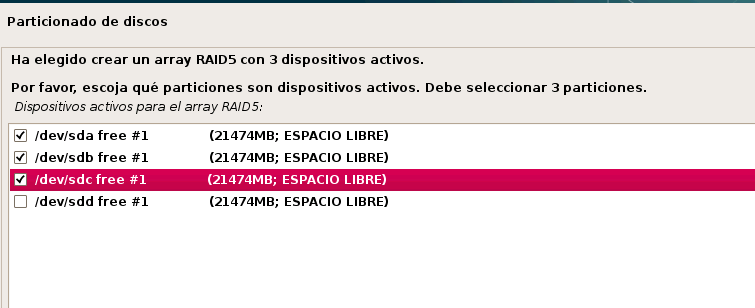 Particionado de discos
Ha elegido crear un array RAID5 con 3 dispositivos activos.
Por favor, escoja qué particiones son dispositivos activos. Debe seleccionar 3 particiones.
Dispositivos activos para el array RAID5:
/dev/sda free #1 (21474MB; ESPACIO LIBRE)
/dev/sdb free #1 (21474MB; ESPACIO LIBRE)
/dev/sdc free #1 (21474MB; ESPACIO LIBRE)
/dev/sdd free #1 (21474MB; ESPACIO LIBRE)